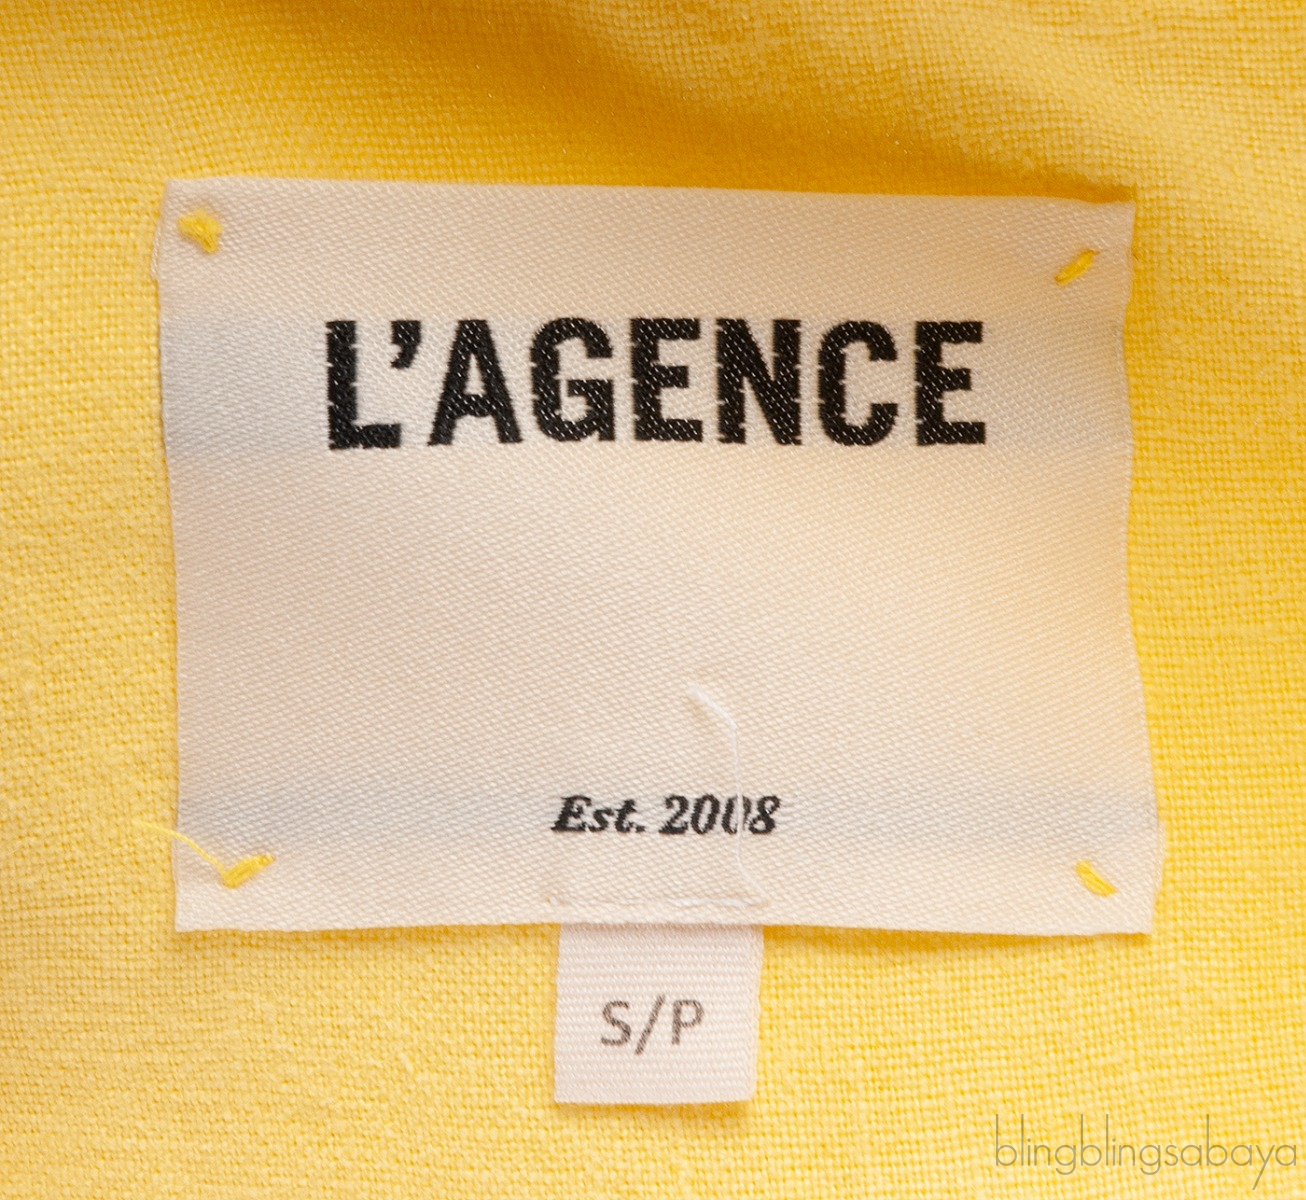 L'AGENCE
Est. 2008
S/P
blingblingsabaya